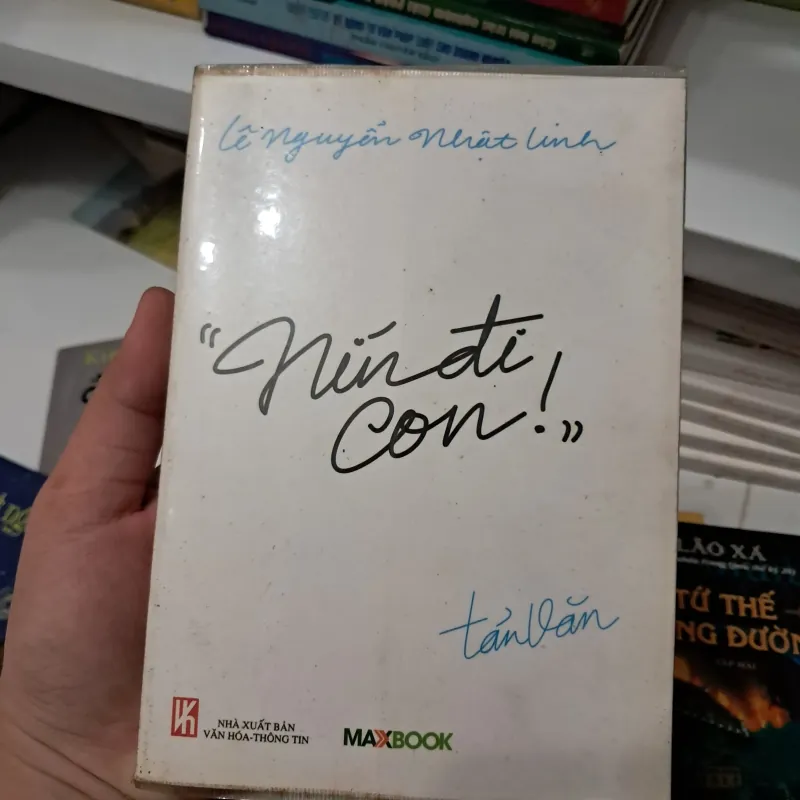 Lê Nguyễn Nhật Linh
"Nín đi
con!"
tản văn
NHÀ XUẤT BẢN
VĂN HÓA-THÔNG TIN
MAXBOOK
LÃO XÁ
TỨ THẾ
NG ĐƯỜN